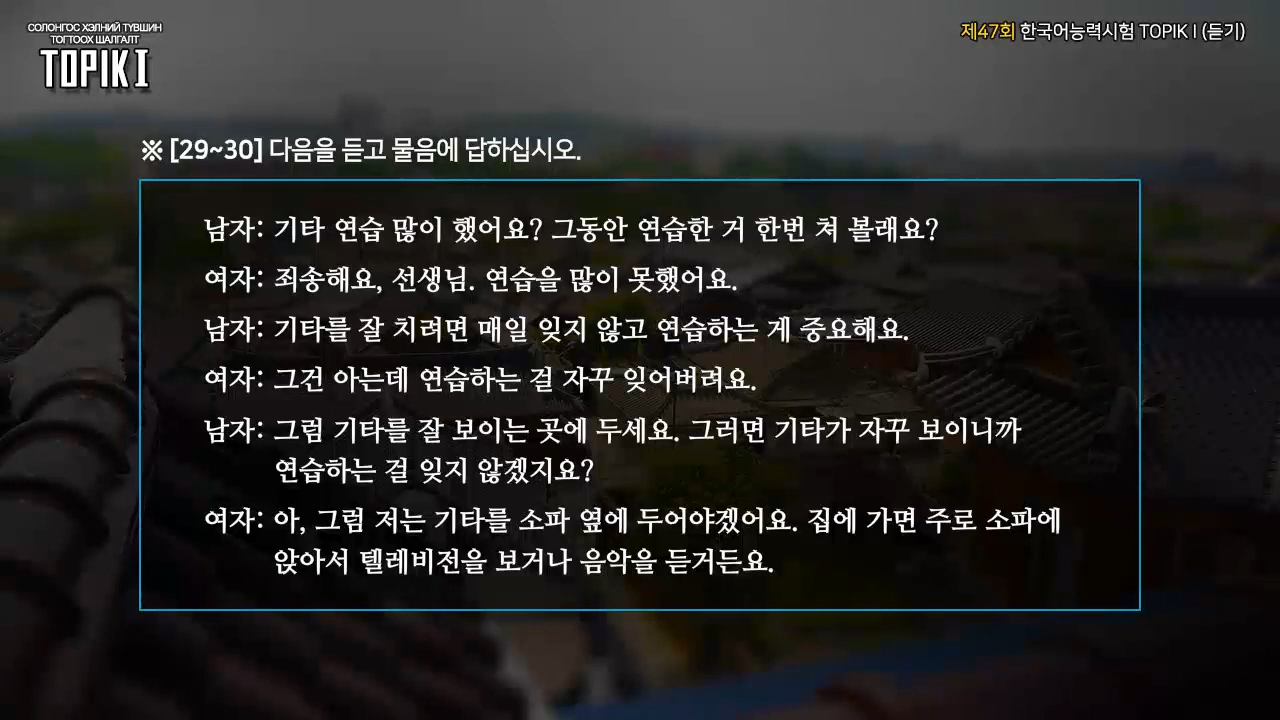 СОЛОНГОС ХЭЛНИЙ ТҮВШИН
ТОГТООХ ШАЛГАЛТ
TOPIK I
제47회 한국어능력시험 TOPIK I (듣기)
※ [29~30] 다음을 듣고 물음에 답하십시오.
남자: 기타 연습 많이 했어요? 그동안 연습한 거 한번 쳐 볼래요?
여자: 죄송해요, 선생님. 연습을 많이 못했어요.
남자: 기타를 잘 치려면 매일 잊지 않고 연습하는 게 중요해요.
여자: 그건 아는데 연습하는 걸 자꾸 잊어버려요.
남자: 그럼 기타를 잘 보이는 곳에 두세요. 그러면 기타가 자꾸 보이니까
연습하는 걸 잊지 않겠지요?
여자: 아, 그럼 저는 기타를 소파 옆에 두어야겠어요. 집에 가면 주로 소파에
앉아서 텔레비전을 보거나 음악을 듣거든요.